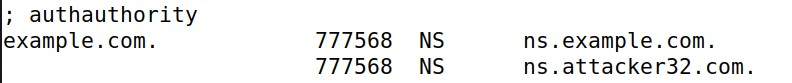 ; authauthority
example.com. 777568 NS ns.example.com.
777568 NS ns.attacker32.com.